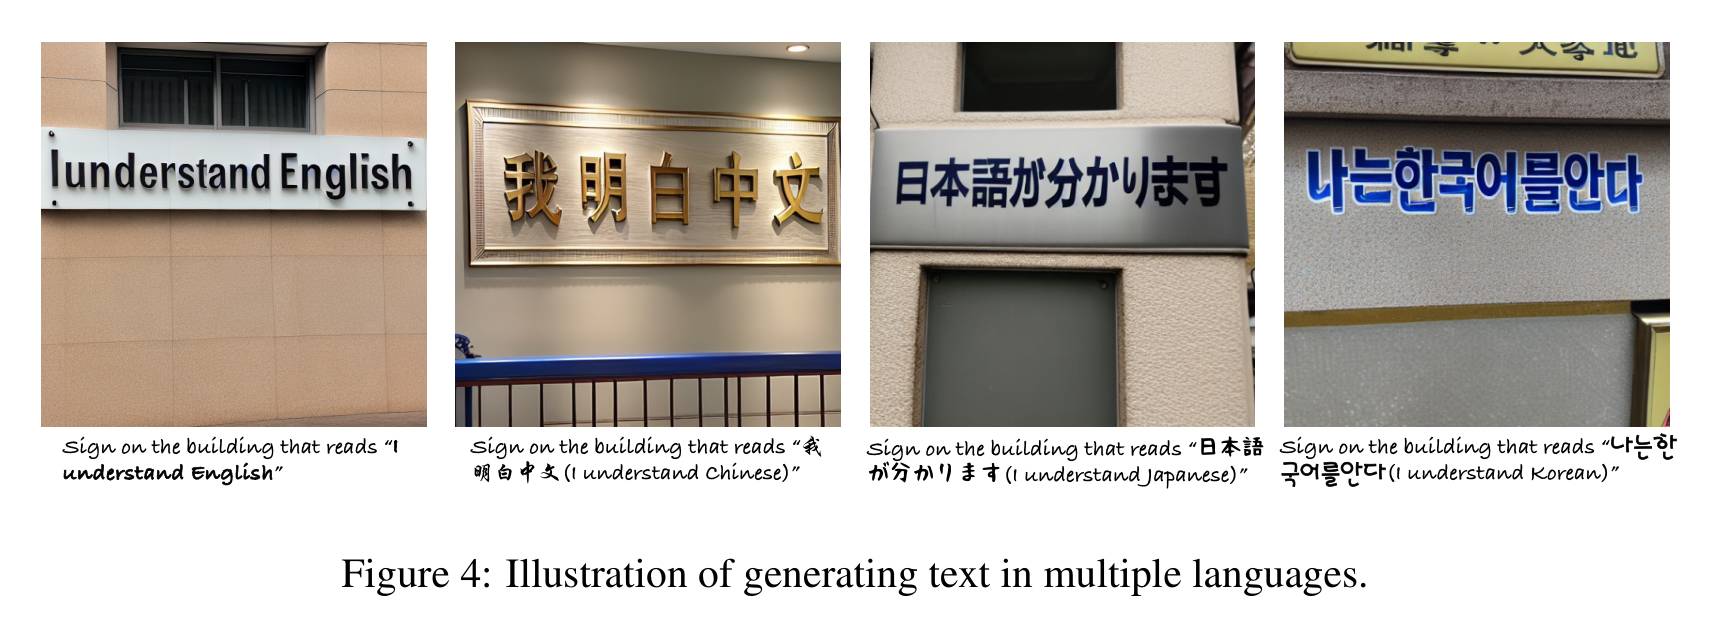 I understand English
我明白中文
日本語が分かります
나는한국어를안다
Sign on the building that reads “I
understand English”
Sign on the building that reads “我
明白中文(I understand Chinese)”
Sign on the building that reads “日本語
が分かります(I understand Japanese)”
Sign on the building that reads “나는한
국어를안다(I understand Korean)”
Figure 4: Illustration of generating text in multiple languages.